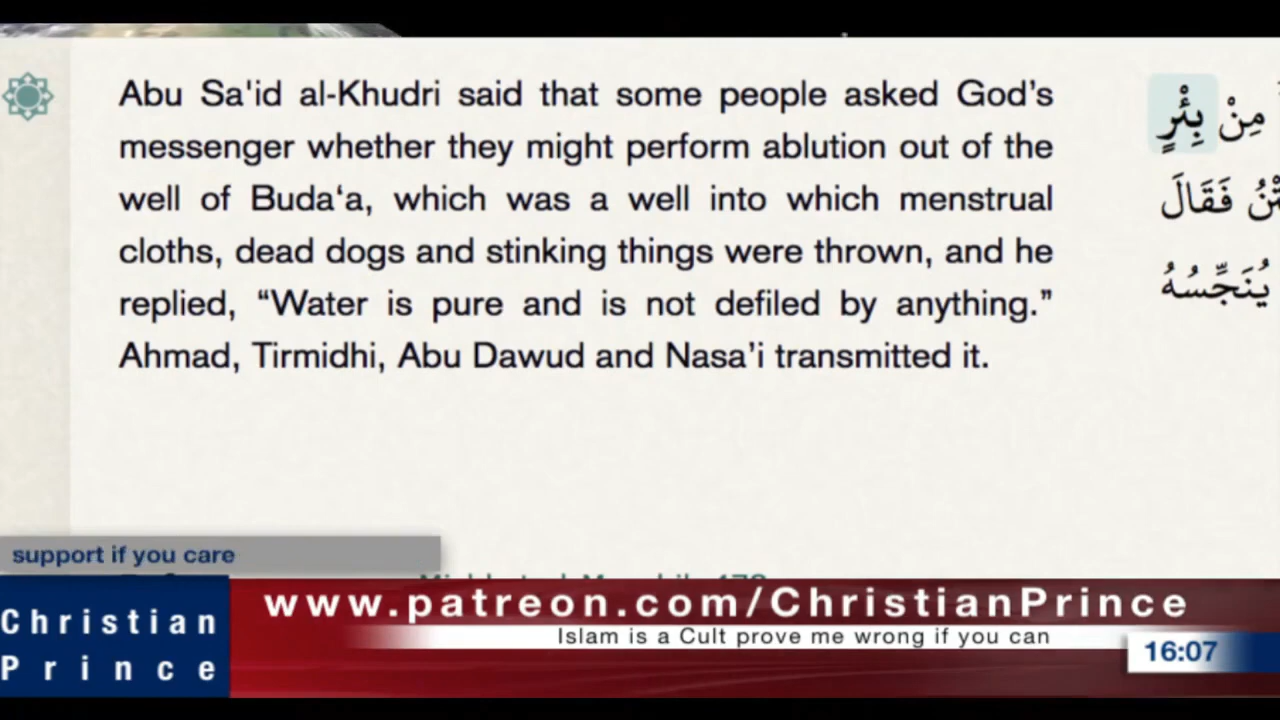 Abu Sa'id al-Khudri said that some people asked God's
messenger whether they might perform ablution out of the
well of Buda‘a, which was a well into which menstrual
cloths, dead dogs and stinking things were thrown, and he
replied, “Water is pure and is not defiled by anything.”
Ahmad, Tirmidhi, Abu Dawud and Nasa’i transmitted it.
مِنْ بِئْرٍ
فَقَالَ
يُنَجِّسُهُ
support if you care
Christian
Prince
www.patreon.com/ChristianPrince
Islam is a Cult prove me wrong if you can
16:07